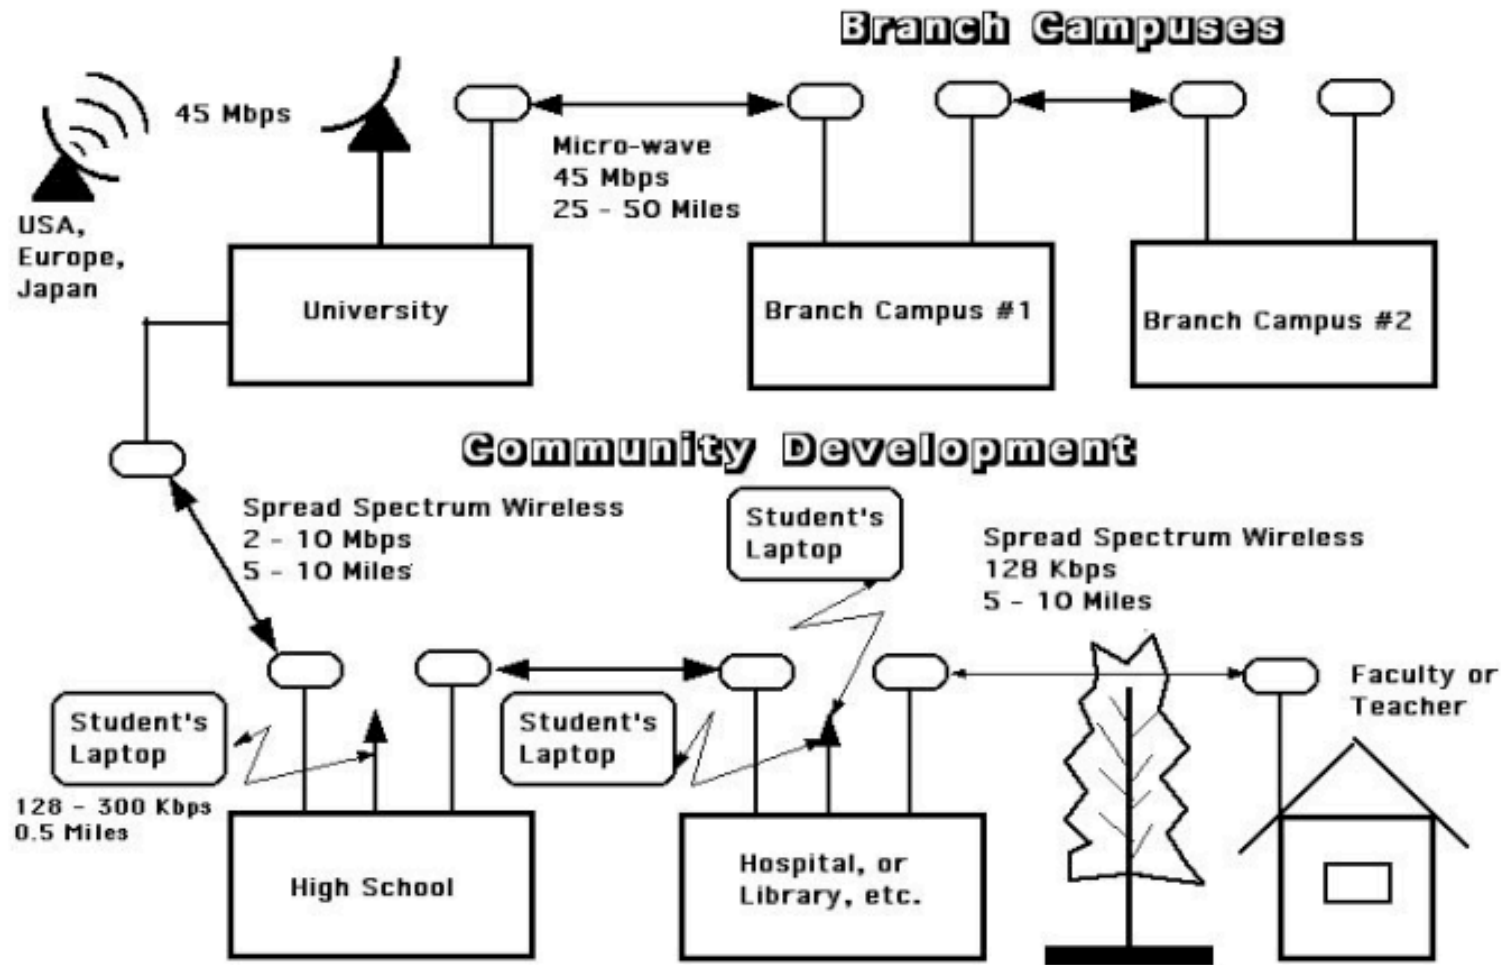 Branch Campuses
45 Mbps
Micro-wave
45 Mbps
25 - 50 Miles
USA,
Europe,
Japan
University
Branch Campus #1
Branch Campus #2
Community Development
Spread Spectrum Wireless
2 - 10 Mbps
5 - 10 Miles
Student's
Laptop
Spread Spectrum Wireless
128 Kbps
5 - 10 Miles
Student's
Laptop
128 - 300 Kbps
0.5 Miles
Student's
Laptop
Faculty or
Teacher
High School
Hospital, or
Library, etc.